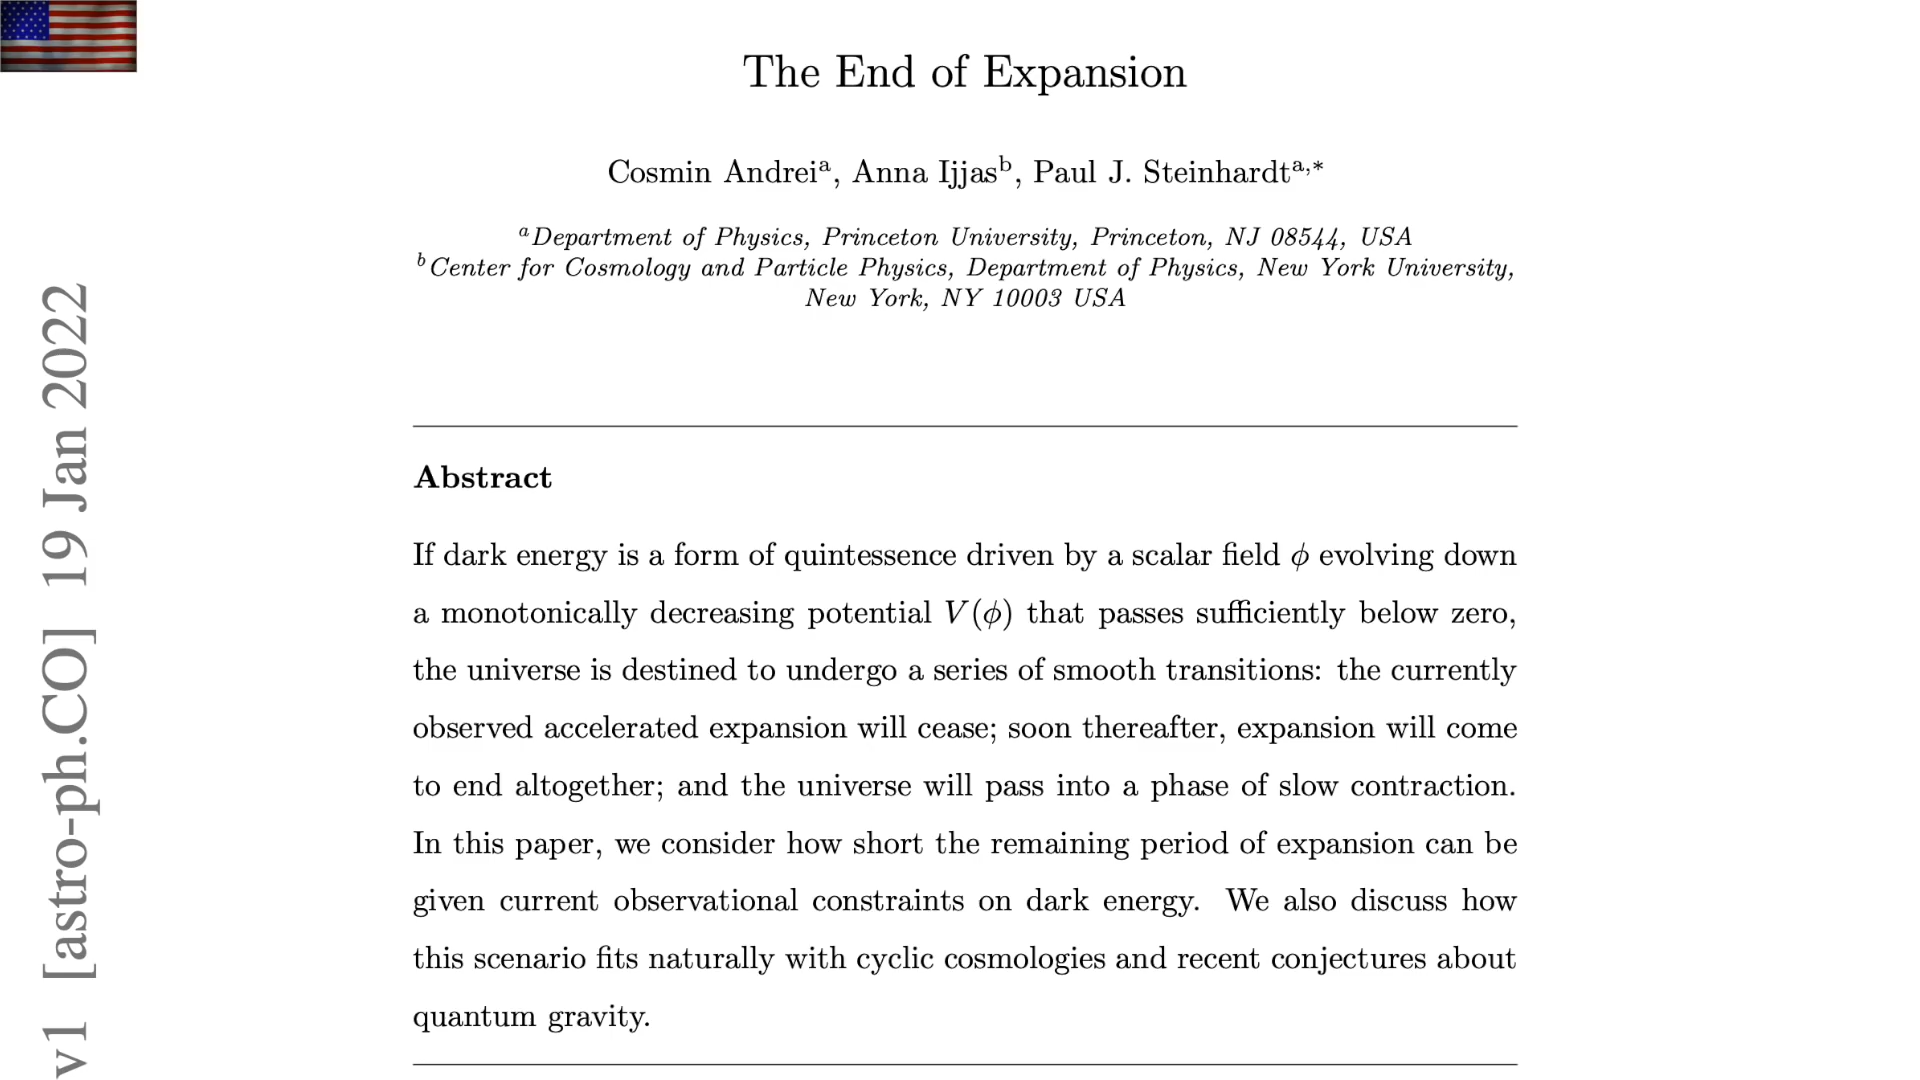 The End of Expansion
Cosmin Andreiᵃ, Anna Ijjasᵇ, Paul J. Steinhardtᵃ,*
ᵃDepartment of Physics, Princeton University, Princeton, NJ 08544, USA
ᵇCenter for Cosmology and Particle Physics, Department of Physics, New York University,
New York, NY 10003 USA
Abstract
If dark energy is a form of quintessence driven by a scalar field ϕ evolving down
a monotonically decreasing potential V(ϕ) that passes sufficiently below zero,
the universe is destined to undergo a series of smooth transitions: the currently
observed accelerated expansion will cease; soon thereafter, expansion will come
to end altogether; and the universe will pass into a phase of slow contraction.
In this paper, we consider how short the remaining period of expansion can be
given current observational constraints on dark energy. We also discuss how
this scenario fits naturally with cyclic cosmologies and recent conjectures about
quantum gravity.
v1 [astro-ph.CO] 19 Jan 2022